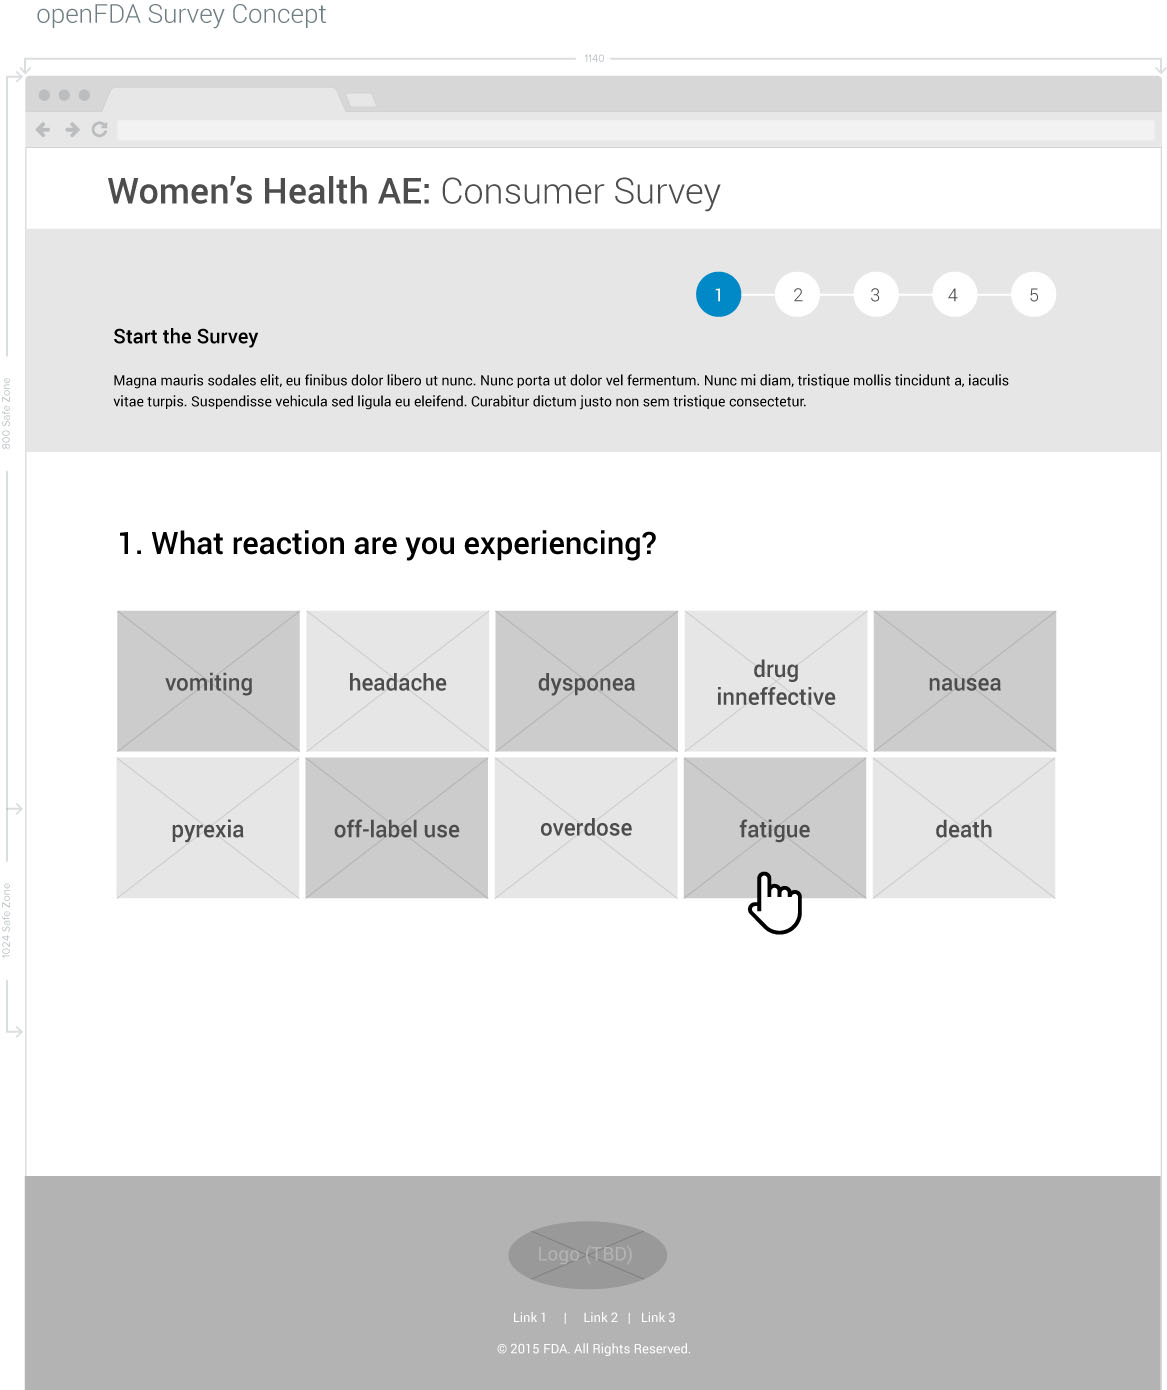 openFDA Survey Concept
1140
800 Safe Zone
1024 Safe Zone
Women's Health AE: Consumer Survey
1 2 3 4 5
Start the Survey
Magna mauris sodales elit, eu finibus dolor libero ut nunc. Nunc porta ut dolor vel fermentum. Nunc mi diam, tristique mollis tincidunt a, iaculis
vitae turpis. Suspendisse vehicula sed ligula eu eleifend. Curabitur dictum justo non sem tristique consectetur.
1. What reaction are you experiencing?
vomiting
headache
dysponea
drug
inneffective
nausea
pyrexia
off-label use
overdose
fatigue
death
Logo (TBD)
Link 1 | Link 2 | Link 3
© 2015 FDA. All Rights Reserved.